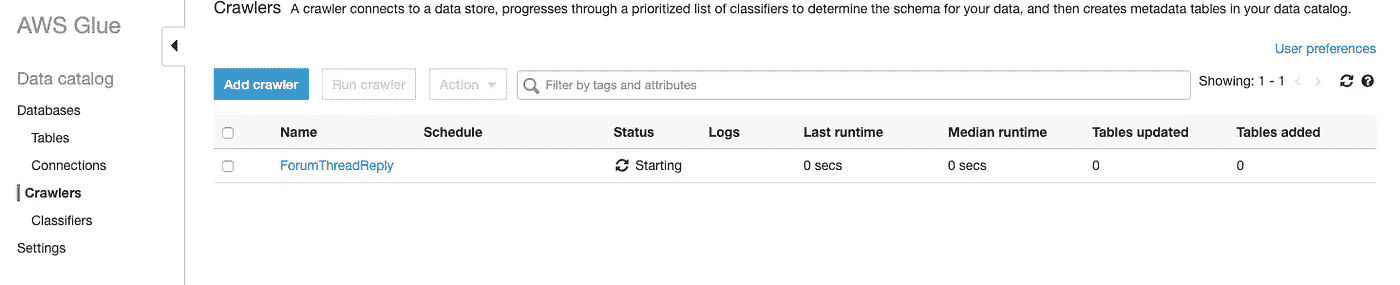 AWS Glue
Data catalog
Databases
Tables
Connections
Crawlers
Classifiers
Settings
Crawlers A crawler connects to a data store, progresses through a prioritized list of classifiers to determine the schema for your data, and then creates metadata tables in your data catalog.
User preferences
Add crawler Run crawler Action Filter by tags and attributes Showing: 1 - 1
Name Schedule Status Logs Last runtime Median runtime Tables updated Tables added
ForumThreadReply Starting 0 secs 0 secs 0 0